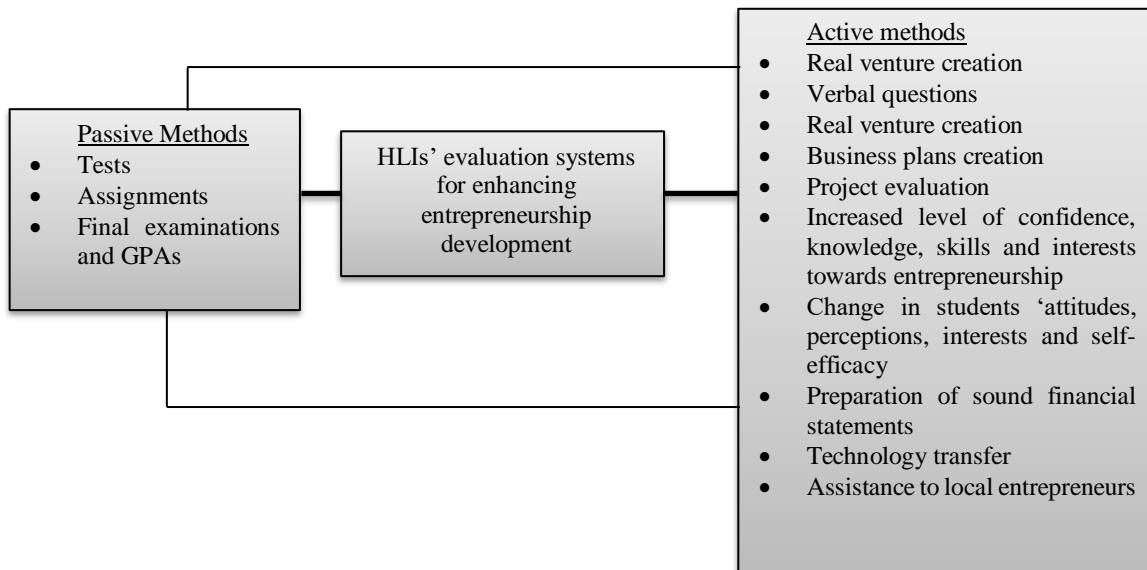 Passive Methods
• Tests
• Assignments
• Final examinations
and GPAs
HLIs’ evaluation systems
for enhancing
entrepreneurship
development
Active methods
• Real venture creation
• Verbal questions
• Real venture creation
• Business plans creation
• Project evaluation
• Increased level of confidence,
knowledge, skills and interests
towards entrepreneurship
• Change in students ‘attitudes,
perceptions, interests and self-
efficacy
• Preparation of sound financial
statements
• Technology transfer
• Assistance to local entrepreneurs